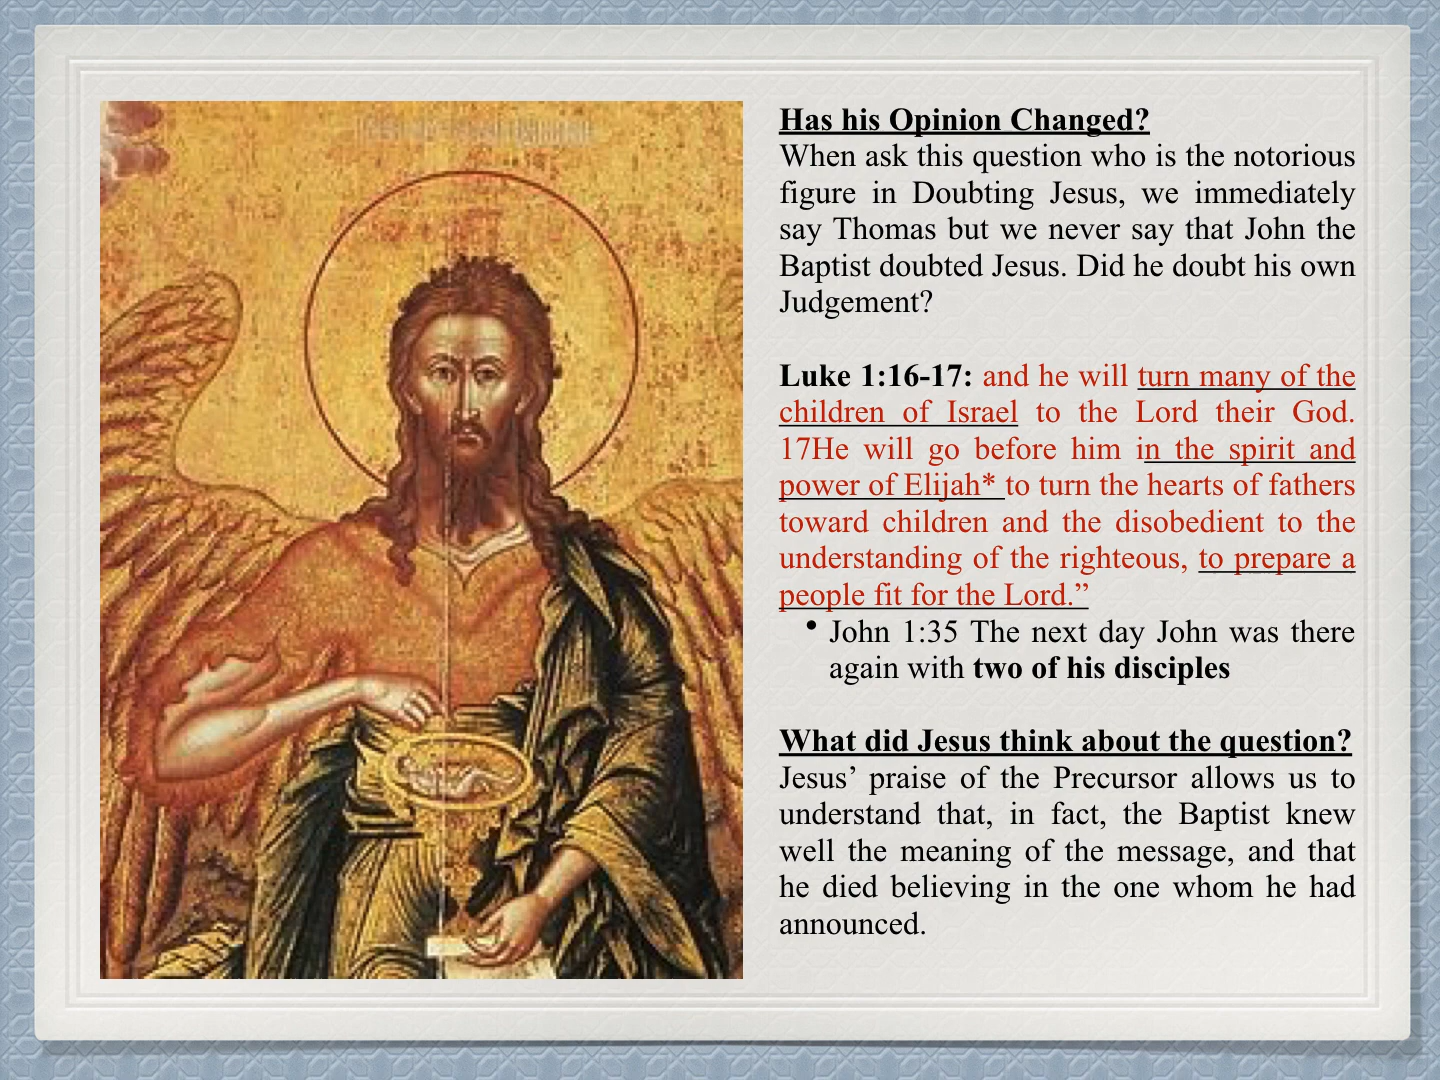 Has his Opinion Changed?
When ask this question who is the notorious
figure in Doubting Jesus, we immediately
say Thomas but we never say that John the
Baptist doubted Jesus. Did he doubt his own
Judgement?
Luke 1:16-17: and he will turn many of the
children of Israel to the Lord their God.
17He will go before him in the spirit and
power of Elijah* to turn the hearts of fathers
toward children and the disobedient to the
understanding of the righteous, to prepare a
people fit for the Lord.”
• John 1:35 The next day John was there
again with two of his disciples
What did Jesus think about the question?
Jesus’ praise of the Precursor allows us to
understand that, in fact, the Baptist knew
well the meaning of the message, and that
he died believing in the one whom he had
announced.